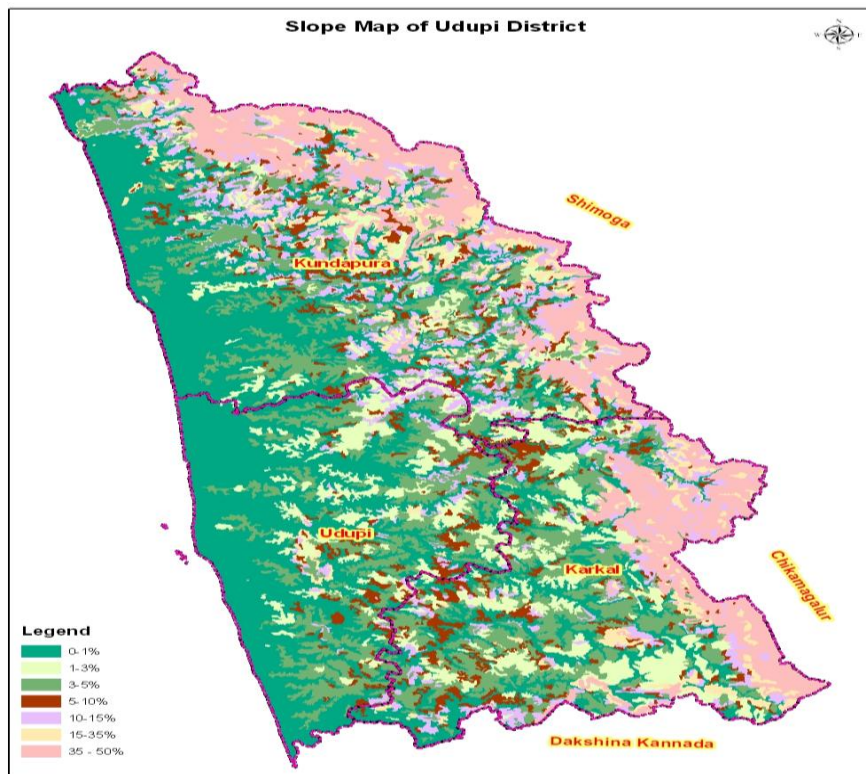 Slope Map of Udupi District
N
W E
S
Shimoga
Kundapura
Udupi
Karkal
Chikamagalur
Legend
0-1%
1-3%
3-5%
5-10%
10-15%
15-35%
35 - 50%
Dakshina Kannada